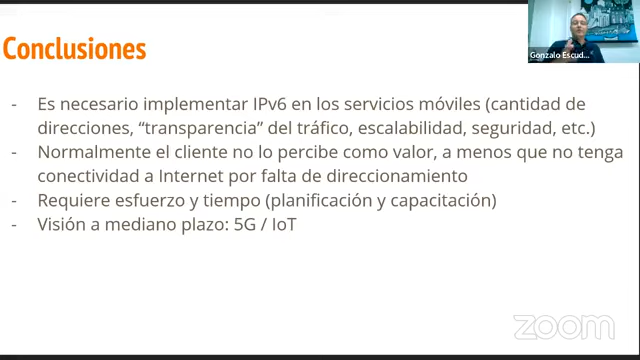 Conclusiones
Gonzalo Escud...
- Es necesario implementar IPv6 en los servicios móviles (cantidad de
direcciones, “transparencia” del tráfico, escalabilidad, seguridad, etc.)
- Normalmente el cliente no lo percibe como valor, a menos que no tenga
conectividad a Internet por falta de direccionamiento
- Requiere esfuerzo y tiempo (planificación y capacitación)
- Visión a mediano plazo: 5G / IoT
zoom